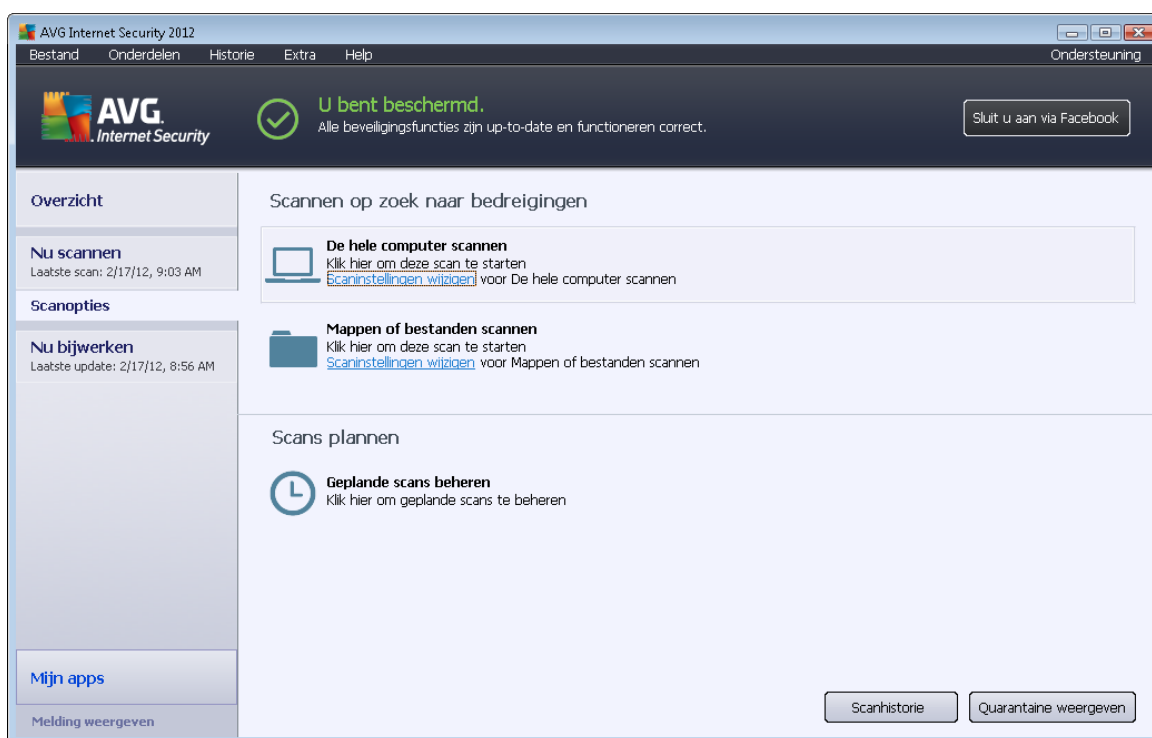 AVG Internet Security 2012
Bestand Onderdelen Historie Extra Help Ondersteuning
AVG.
Internet Security
U bent beschermd.
Alle beveiligingsfuncties zijn up-to-date en functioneren correct.
Sluit u aan via Facebook
Overzicht
Nu scannen
Laatste scan: 2/17/12, 9:03 AM
Scanopties
Nu bijwerken
Laatste update: 2/17/12, 8:56 AM
Mijn apps
Melding weergeven
Scannen op zoek naar bedreigingen
De hele computer scannen
Klik hier om deze scan te starten
Scaninstellingen wijzigen voor De hele computer scannen
Mappen of bestanden scannen
Klik hier om deze scan te starten
Scaninstellingen wijzigen voor Mappen of bestanden scannen
Scans plannen
Geplande scans beheren
Klik hier om geplande scans te beheren
Scanhistorie
Quarantaine weergeven